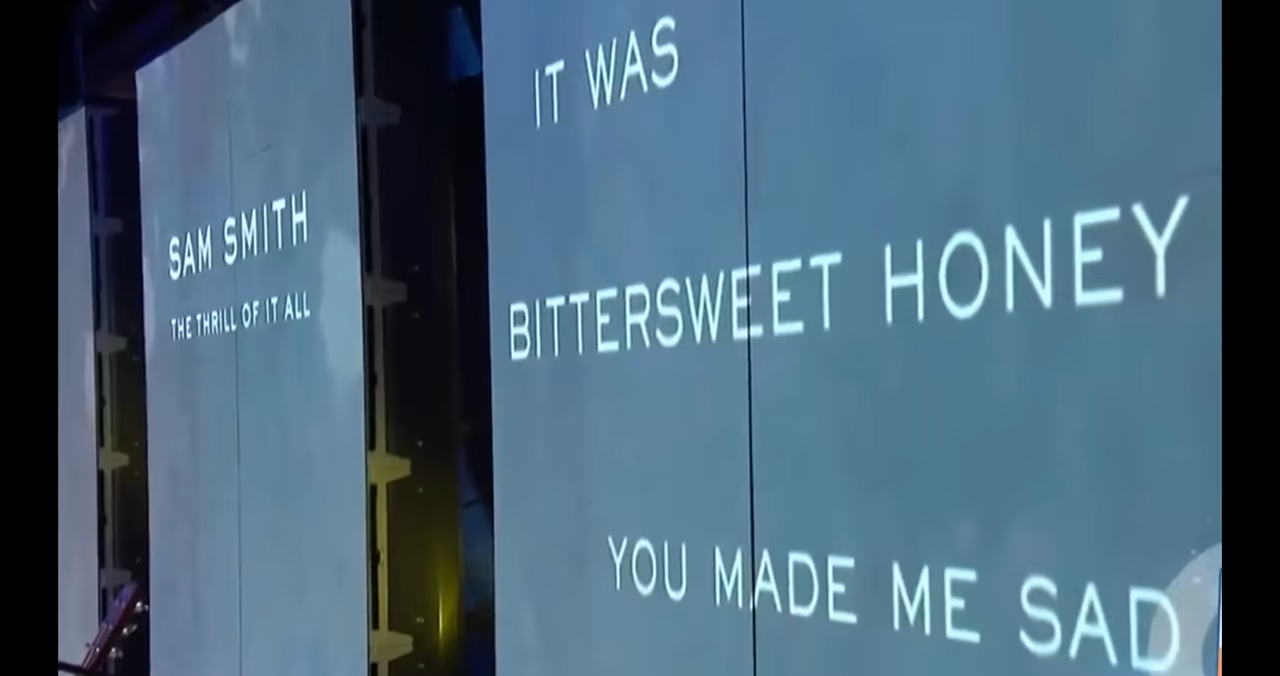 SAM SMITH
THE THRILL OF IT ALL
IT WAS
BITTERSWEET HONEY
YOU MADE ME SAD